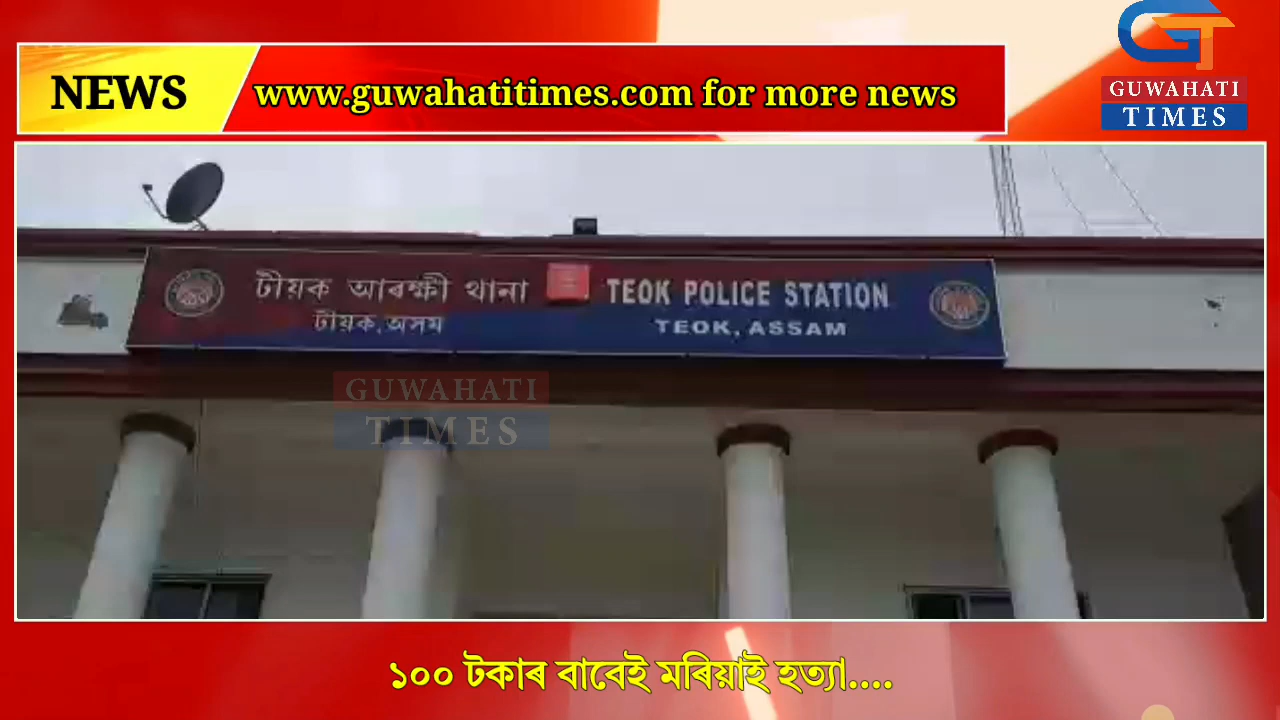 GUWAHATI
TIMES
NEWS
www.guwahatitimes.com for more news
টীয়ক আৰক্ষী থানা
টীয়ক, অসম
TEOK POLICE STATION
TEOK, ASSAM
GUWAHATI
TIMES
১০০ টকাৰ বাবেই মৰিয়াই হত্যা....